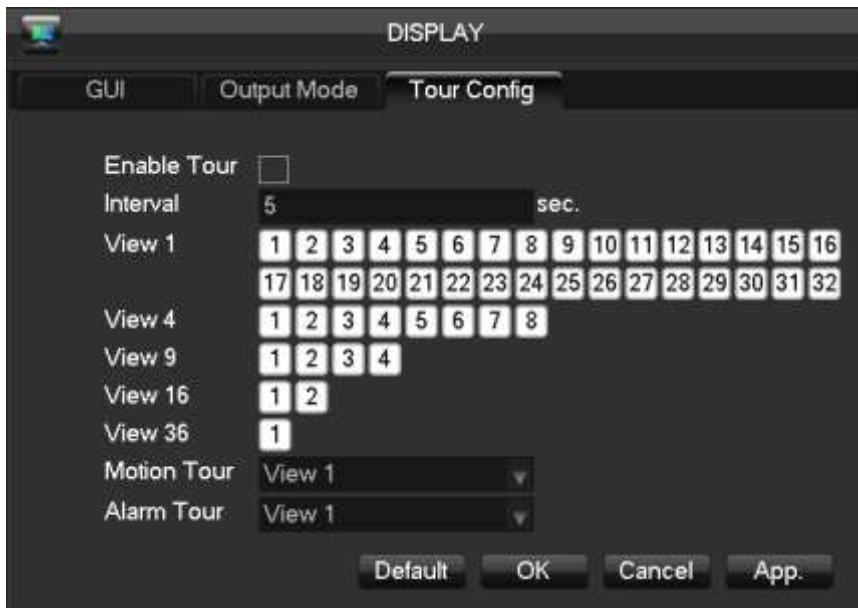 DISPLAY
GUI Output Mode Tour Config
Enable Tour
Interval 5 sec.
View 1 1 2 3 4 5 6 7 8 9 10 11 12 13 14 15 16
17 18 19 20 21 22 23 24 25 26 27 28 29 30 31 32
View 4 1 2 3 4 5 6 7 8
View 9 1 2 3 4
View 16 1 2
View 36 1
Motion Tour View 1
Alarm Tour View 1
Default OK Cancel App.